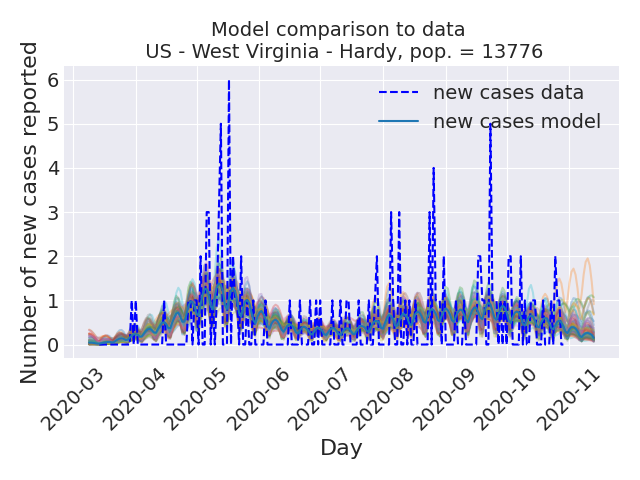 Model comparison to data
US - West Virginia - Hardy, pop. = 13776
new cases data
new cases model
Number of new cases reported
6
5
4
3
2
1
0
2020-03
2020-04
2020-05
2020-06
2020-07
2020-08
2020-09
2020-10
2020-11
Day